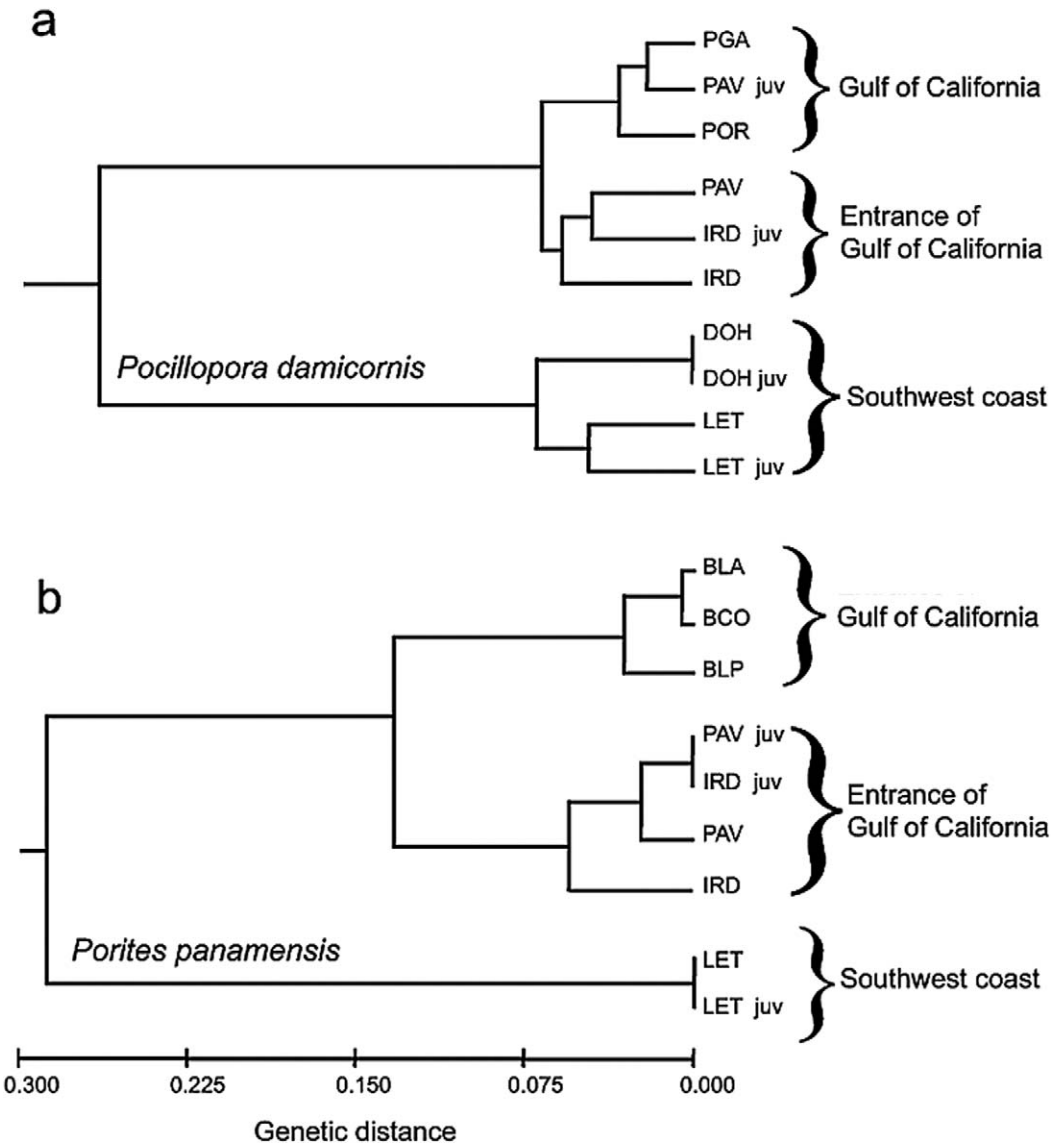 a
PGA
PAV juv
POR
Gulf of California
PAV
IRD juv
IRD
Entrance of
Gulf of California
DOH
DOH juv
LET
LET juv
Southwest coast
Pocillopora damicornis
b
BLA
BCO
BLP
Gulf of California
PAV juv
IRD juv
PAV
IRD
Entrance of
Gulf of California
LET
LET juv
Southwest coast
Porites panamensis
0.300 0.225 0.150 0.075 0.000
Genetic distance